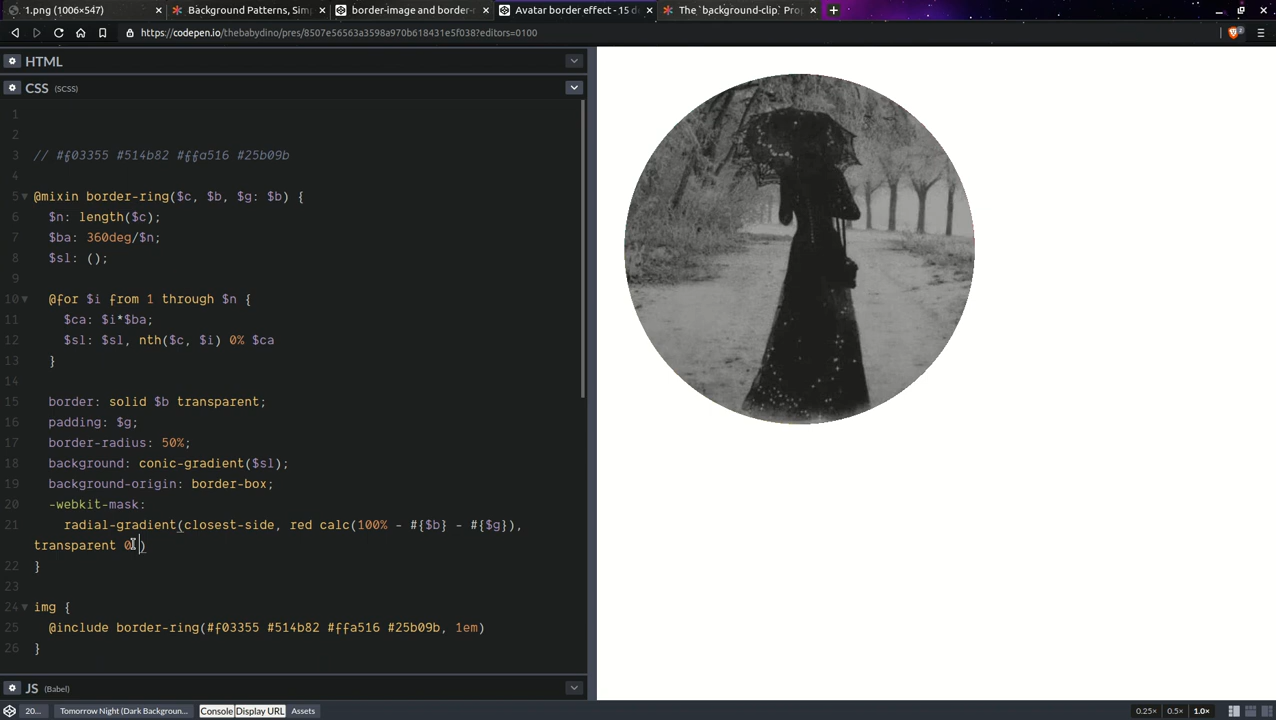 1.png (1006×547)
Background Patterns, Sim
border-image and border-r
Avatar border effect - 15 d
The `background-clip` Prop
https://codepen.io/thebabydino/pres/8507e56563a3598a970b618431e5f038?editors=0100
HTML
CSS (SCSS)
1
2
3 // #f03355 #514b82 #ffa516 #25b09b
4
5 @mixin border-ring($c, $b, $g: $b) {
6 $n: length($c);
7 $ba: 360deg/$n;
8 $sl: ();
9
10 @for $i from 1 through $n {
11 $ca: $i*$ba;
12 $sl: $sl, nth($c, $i) 0% $ca
13 }
14
15 border: solid $b transparent;
16 padding: $g;
17 border-radius: 50%;
18 background: conic-gradient($sl);
19 background-origin: border-box;
20 -webkit-mask:
21 radial-gradient(closest-side, red calc(100% - #{$b} - #{$g}),
transparent 0 )
22 }
23
24 img {
25 @include border-ring(#f03355 #514b82 #ffa516 #25b09b, 1em)
26 }
JS (Babel)
20...
Tomorrow Night (Dark Backgroun...
Console
Display URL
Assets
0.25×
0.5×
1.0×